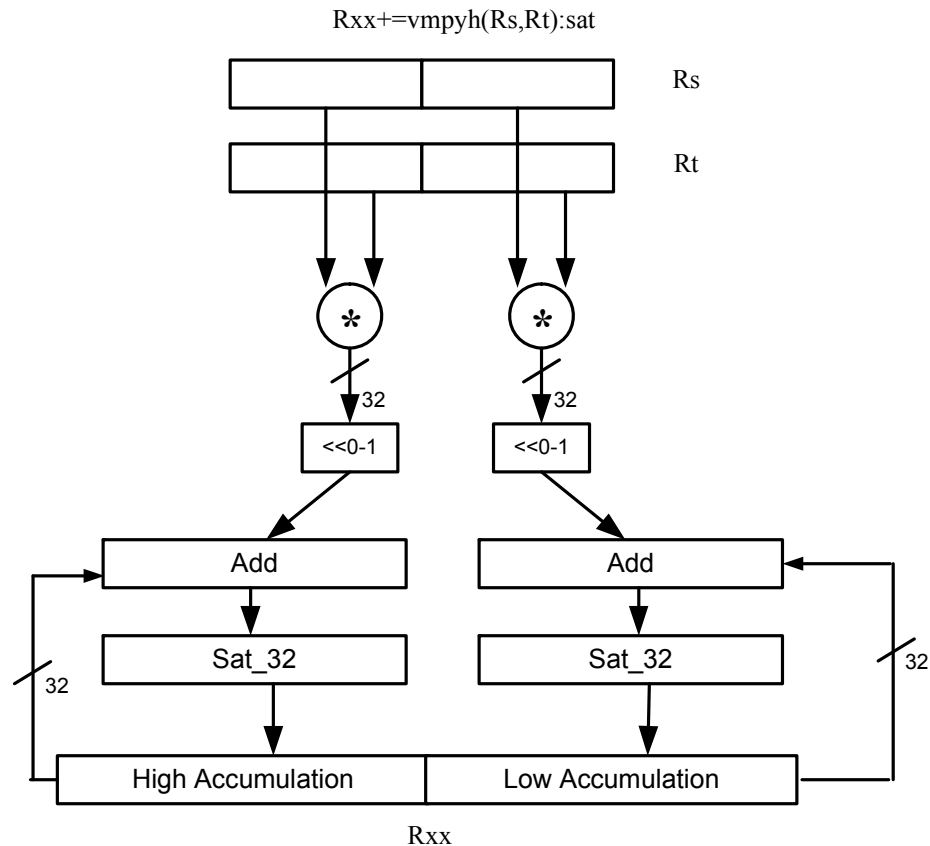 Rxx+=vmpyh(Rs,Rt):sat
Rs
Rt
* *
32 32
<<0-1 <<0-1
Add Add
Sat_32 Sat_32
32 32
High Accumulation Low Accumulation
Rxx